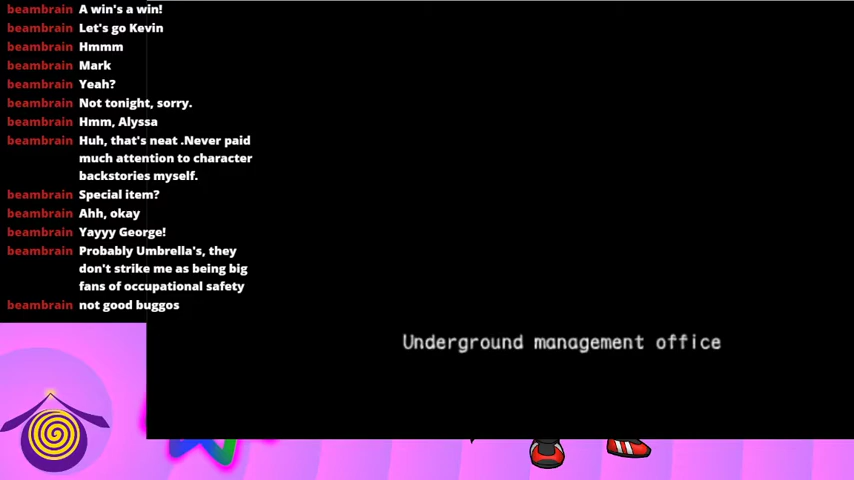 beambrain A win's a win!
beambrain Let's go Kevin
beambrain Hmmm
beambrain Mark
beambrain Yeah?
beambrain Not tonight, sorry.
beambrain Hmm, Alyssa
beambrain Huh, that's neat .Never paid
much attention to character
backstories myself.
beambrain Special item?
beambrain Ahh, okay
beambrain Yayyy George!
beambrain Probably Umbrella's, they
don't strike me as being big
fans of occupational safety
beambrain not good buggos
Underground management office